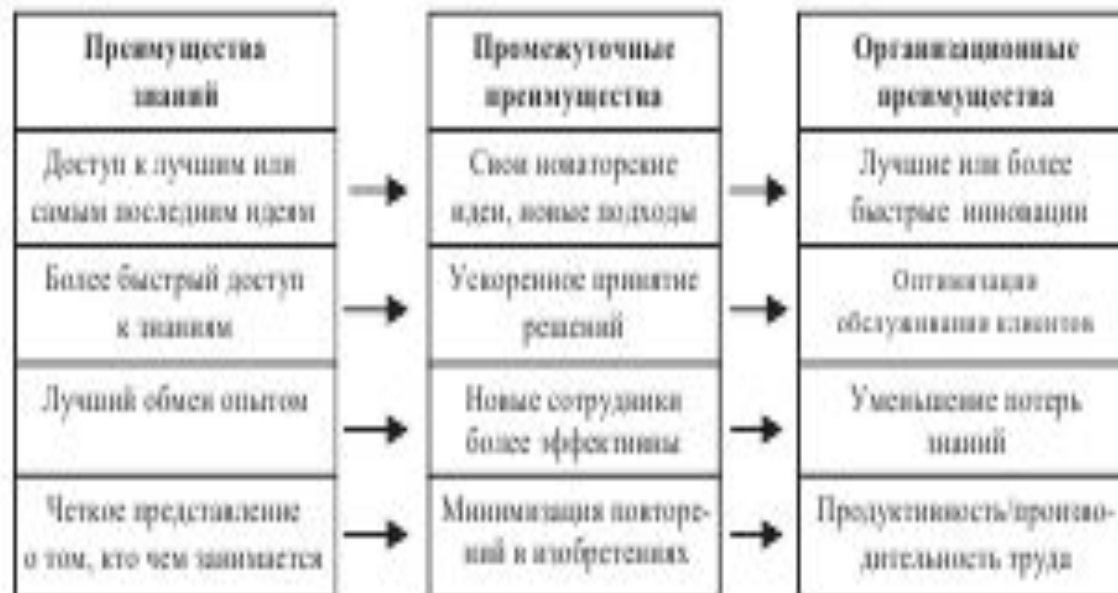 Преимущества
знаний
Доступ к лучшим или
самым последним идеям
Более быстрый доступ
к знаниям
Лучший обмен опытом
Четкое представление
о том, кто чем занимается
Промежуточные
преимущества
Свои новаторские
идеи, новые подходы
Ускоренное принятие
решений
Новые сотрудники
более эффективны
Минимизация повторе-
ний в изобретениях
Организационные
преимущества
Лучшие или более
быстрые инновации
Оптимизация
обслуживания клиентов
Уменьшение потерь
знаний
Продуктивность/произво-
дительность труда